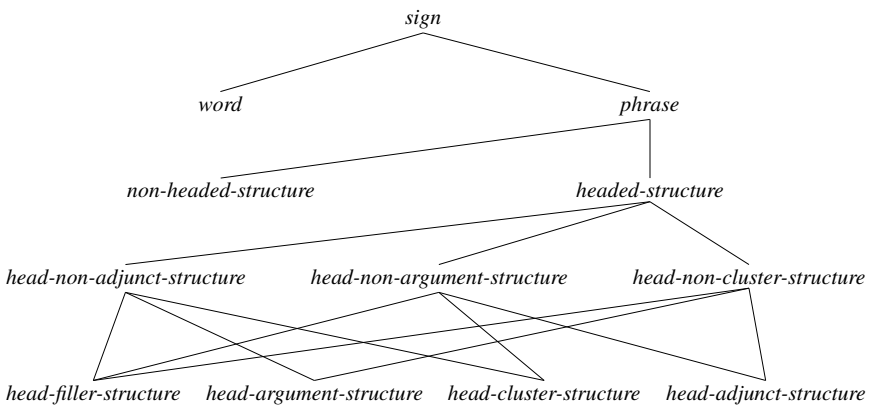 sign
word phrase
non-headed-structure headed-structure
head-non-adjunct-structure head-non-argument-structure head-non-cluster-structure
head-filler-structure head-argument-structure head-cluster-structure head-adjunct-structure